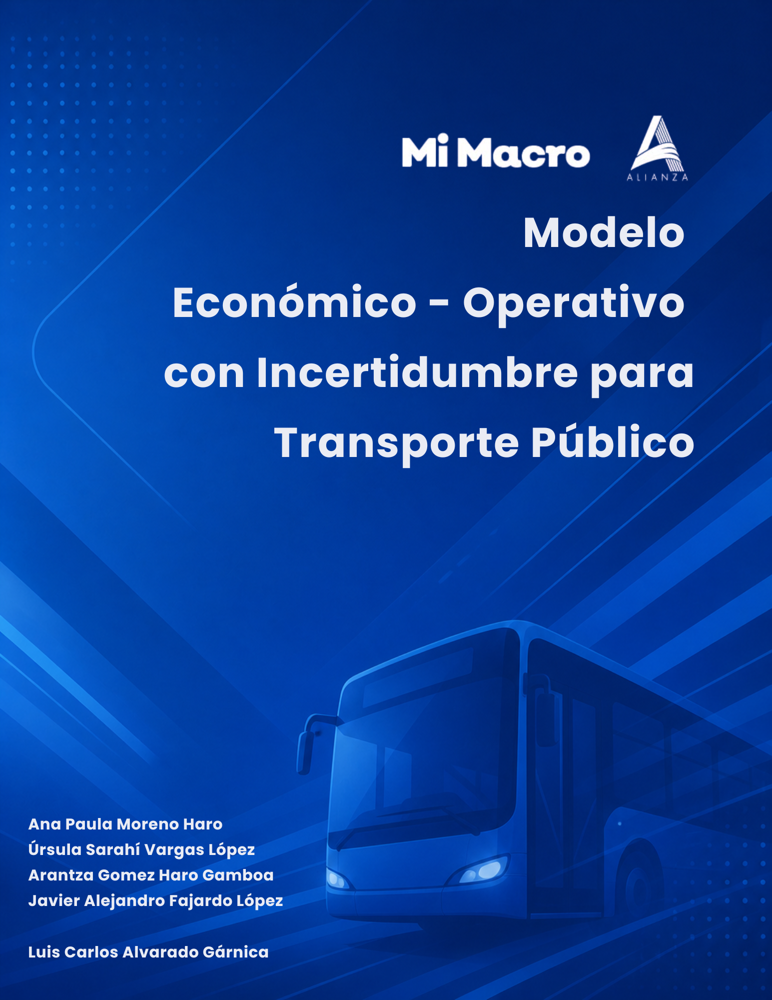 Mi Macro
ALIANZA
Modelo
Económico - Operativo
con Incertidumbre para
Transporte Público
Ana Paula Moreno Haro
Úrsula Sarahí Vargas López
Arantza Gomez Haro Gamboa
Javier Alejandro Fajardo López
Luis Carlos Alvarado Gárnica